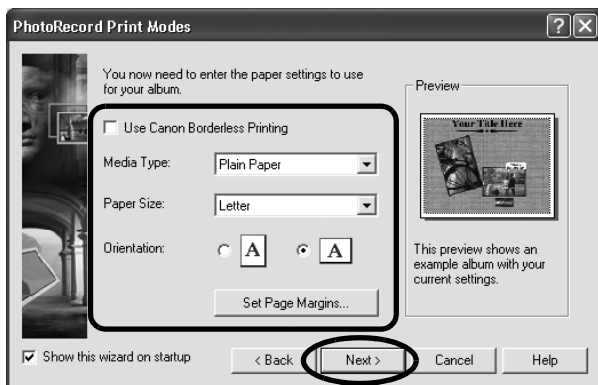 PhotoRecord Print Modes
You now need to enter the paper settings to use
for your album.
Use Canon Borderless Printing
Media Type: Plain Paper
Paper Size: Letter
Orientation: A A
Set Page Margins...
Preview
Your Title Here
This preview shows an
example album with your
current settings.
Show this wizard on startup
< Back Next > Cancel Help